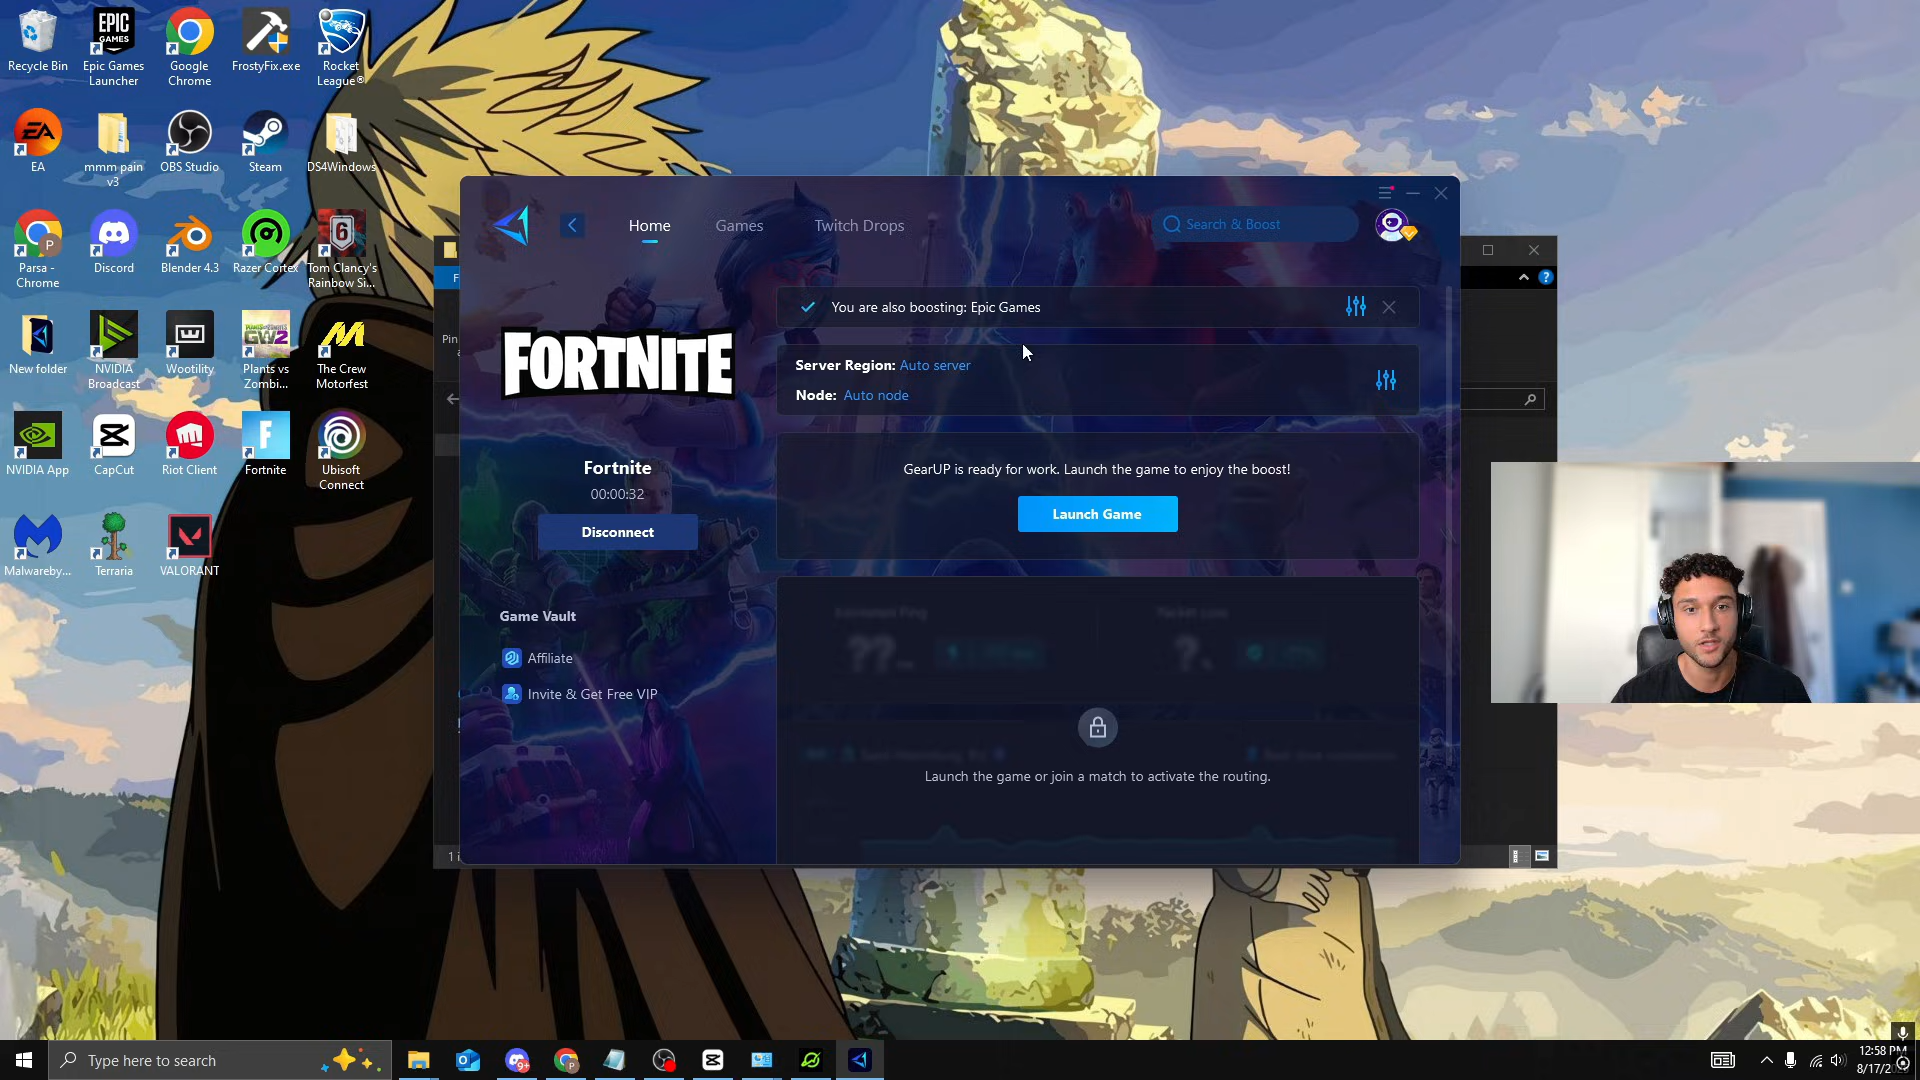 Recycle Bin
Epic Games
Launcher
Google
Chrome
FrostyFix.exe
Rocket
League®
EA
mmm pain
v3
OBS Studio
Steam
DS4Windows
Parsa -
Chrome
Discord
Blender 4.3
Razer Cortex
Tom Clancy's
Rainbow Si...
New folder
NVIDIA
Broadcast
Wootility
Plants vs
Zombi...
The Crew
Motorfest
NVIDIA App
CapCut
Riot Client
Fortnite
Ubisoft
Connect
Malwareby...
Terraria
VALORANT
Home
Games
Twitch Drops
Search & Boost
You are also boosting: Epic Games
FORTNITE
Server Region: Auto server
Node: Auto node
Fortnite
00:00:32
Disconnect
GearUP is ready for work. Launch the game to enjoy the boost!
Launch Game
Game Vault
Affiliate
Invite & Get Free VIP
Launch the game or join a match to activate the routing.
Type here to search
12:58 PM